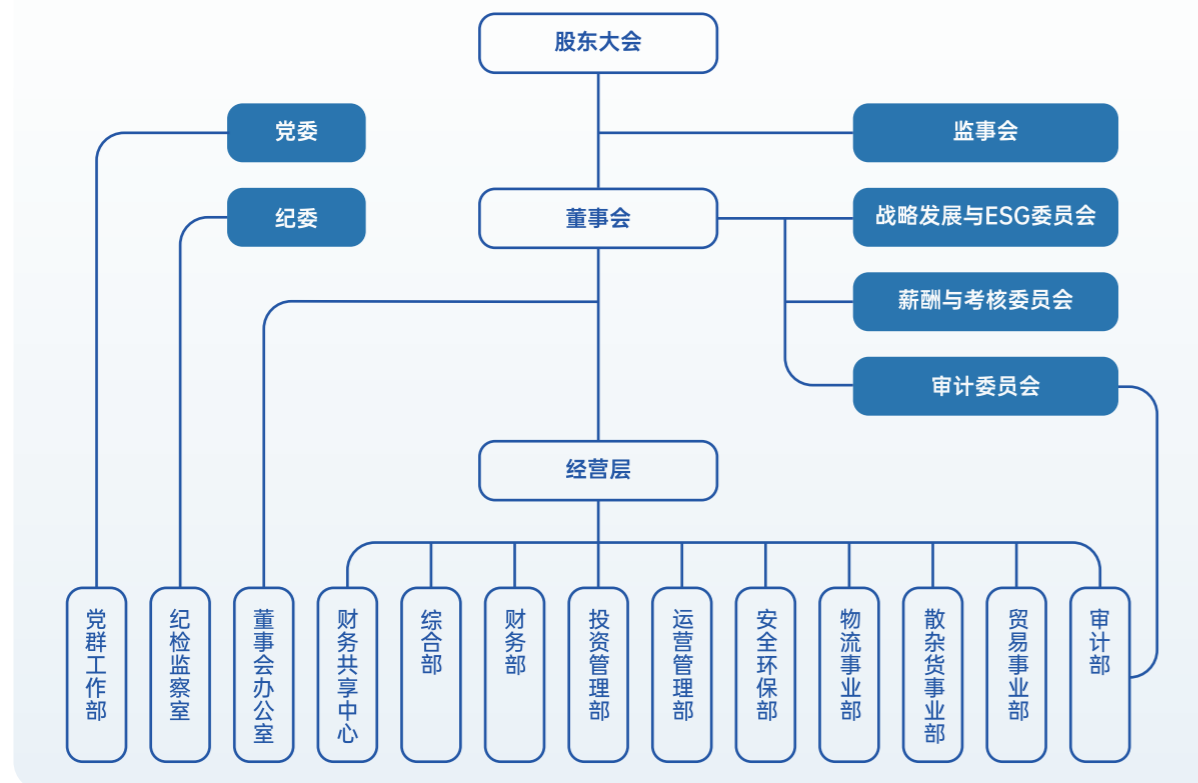 股东大会
党委
监事会
纪委
董事会
战略发展与ESG委员会
薪酬与考核委员会
审计委员会
经营层
党群工作部
纪检监察室
董事会办公室
财务共享中心
综合部
财务部
投资管理部
运营管理部
安全环保部
物流事业部
散杂货事业部
贸易事业部
审计部